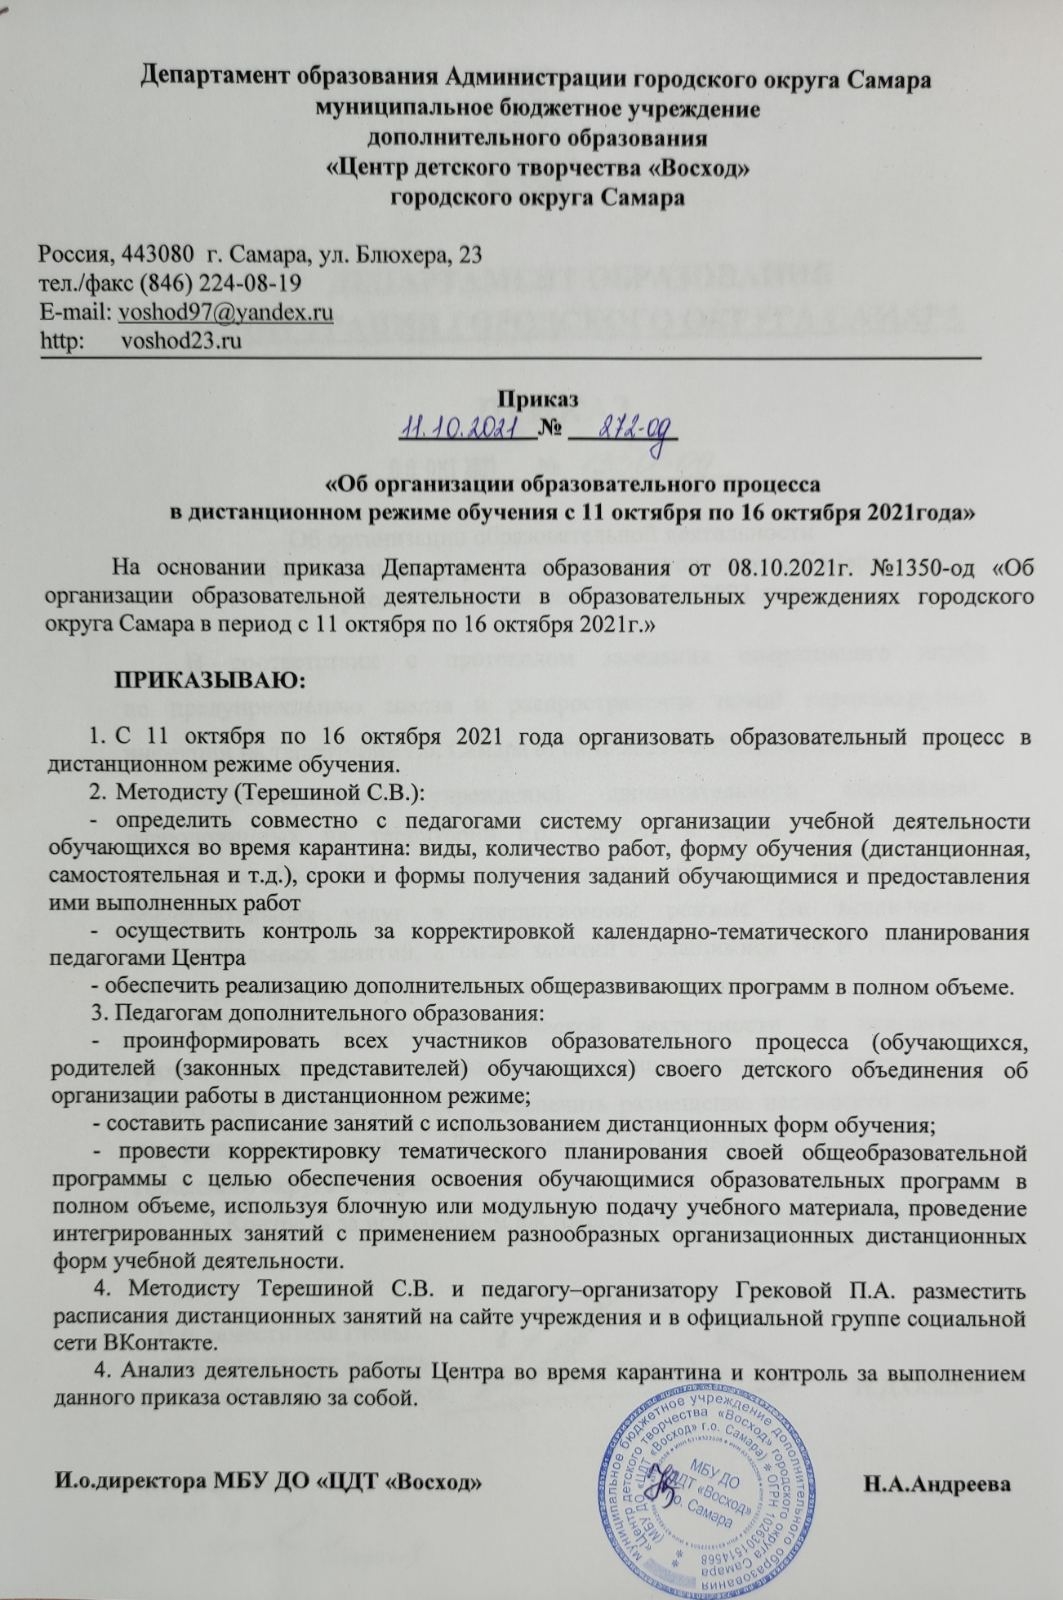 Департамент образования Администрации городского округа Самара
муниципальное бюджетное учреждение
дополнительного образования
«Центр детского творчества «Восход»
городского округа Самара
Россия, 443080 г. Самара, ул. Блюхера, 23
тел./факс (846) 224-08-19
E-mail: voshod97@yandex.ru
http: voshod23.ru
Приказ
11.10.2021 № 272-од
«Об организации образовательного процесса
в дистанционном режиме обучения с 11 октября по 16 октября 2021года»
На основании приказа Департамента образования от 08.10.2021г. №1350-од «Об
организации образовательной деятельности в образовательных учреждениях городского
округа Самара в период с 11 октября по 16 октября 2021г.»
ПРИКАЗЫВАЮ:
1. С 11 октября по 16 октября 2021 года организовать образовательный процесс в
дистанционном режиме обучения.
2. Методисту (Терешиной С.В.):
- определить совместно с педагогами систему организации учебной деятельности
обучающихся во время карантина: виды, количество работ, форму обучения (дистанционная,
самостоятельная и т.д.), сроки и формы получения заданий обучающимися и предоставления
ими выполненных работ
- осуществить контроль за корректировкой календарно-тематического планирования
педагогами Центра
- обеспечить реализацию дополнительных общеразвивающих программ в полном объеме.
3. Педагогам дополнительного образования:
- проинформировать всех участников образовательного процесса (обучающихся,
родителей (законных представителей) обучающихся) своего детского объединения об
организации работы в дистанционном режиме;
- составить расписание занятий с использованием дистанционных форм обучения;
- провести корректировку тематического планирования своей общеобразовательной
программы с целью обеспечения освоения обучающимися образовательных программ в
полном объеме, используя блочную или модульную подачу учебного материала, проведение
интегрированных занятий с применением разнообразных организационных дистанционных
форм учебной деятельности.
4. Методисту Терешиной С.В. и педагогу–организатору Грековой П.А. разместить
расписания дистанционных занятий на сайте учреждения и в официальной группе социальной
сети ВКонтакте.
4. Анализ деятельность работы Центра во время карантина и контроль за выполнением
данного приказа оставляю за собой.
И.о.директора МБУ ДО «ЦДТ «Восход»
Н.А.Андреева
муниципальное бюджетное учреждение дополнительного образования
«Центр детского творчества «Восход» городского округа Самара
(МБУ ДО «ЦДТ «Восход» г.о. Самара) * ОГРН 1026301514568
МБУ ДО
«ЦДТ «Восход»
г.о. Самара